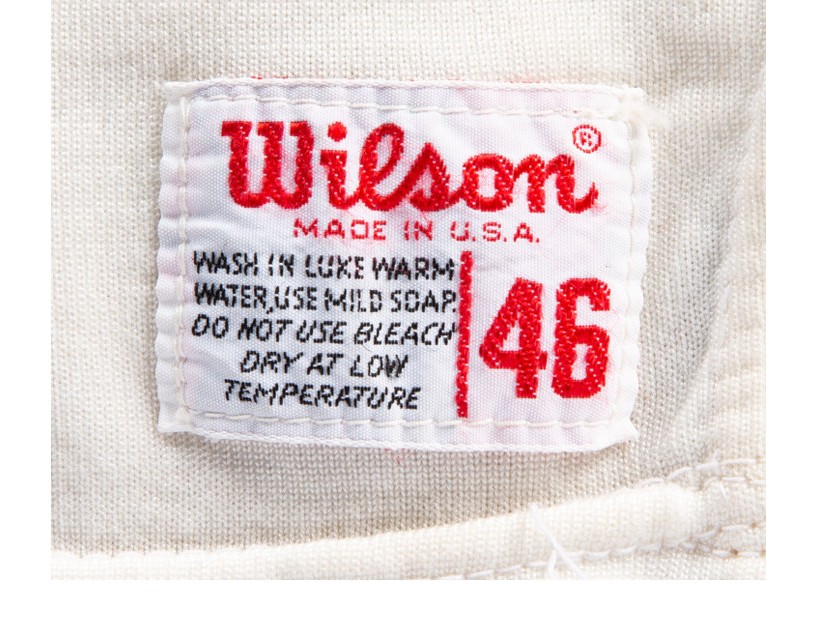 Wilson®
MADE IN U.S.A.
WASH IN LUKE WARM
WATER,USE MILD SOAP.
DO NOT USE BLEACH
DRY AT LOW
TEMPERATURE
46